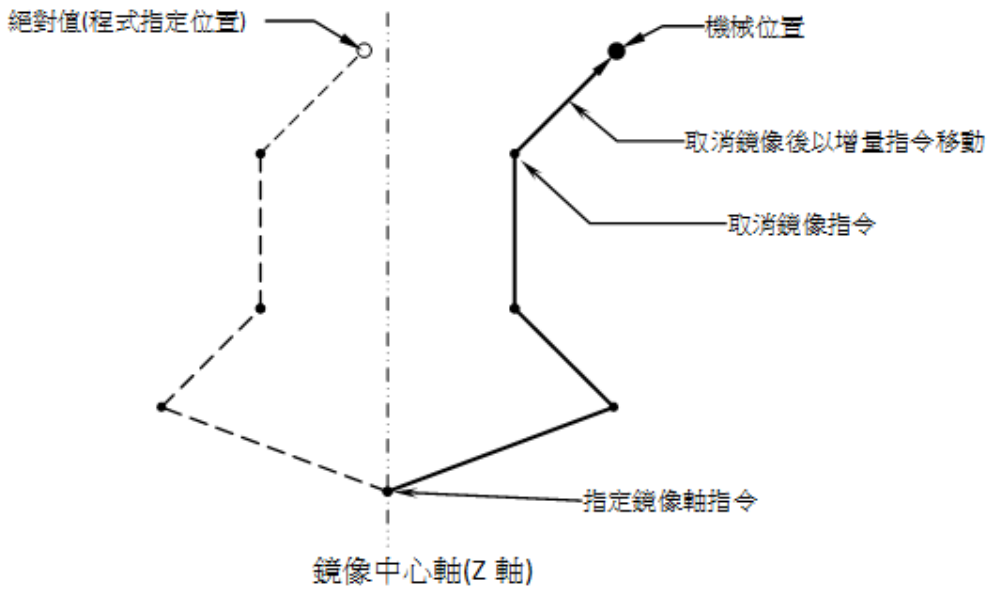 絕對值(程式指定位置)
機械位置
取消鏡像後以增量指令移動
取消鏡像指令
指定鏡像軸指令
鏡像中心軸(Z 軸)